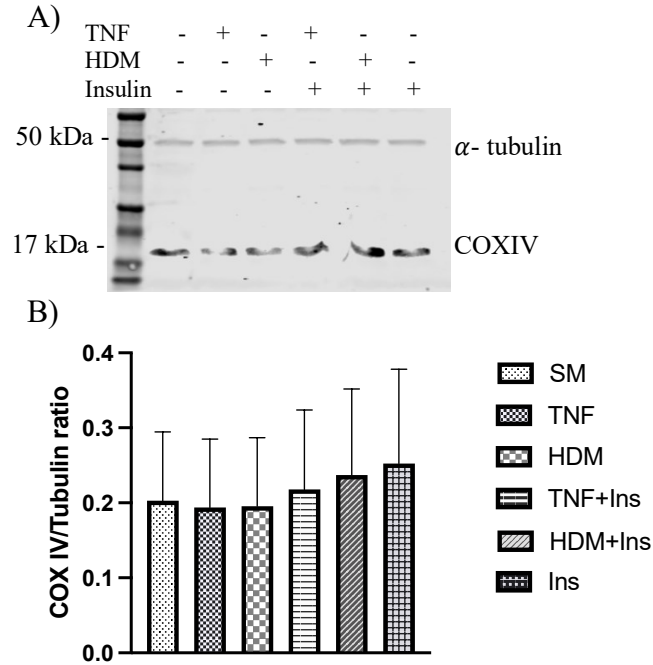 A)
TNF - + - + - -
HDM - - + - + -
Insulin - - - + + +
50 kDa - α- tubulin
17 kDa - COXIV
B)
COX IV/Tubulin ratio
0.4
0.3
0.2
0.1
0.0
SM
TNF
HDM
TNF+Ins
HDM+Ins
Ins